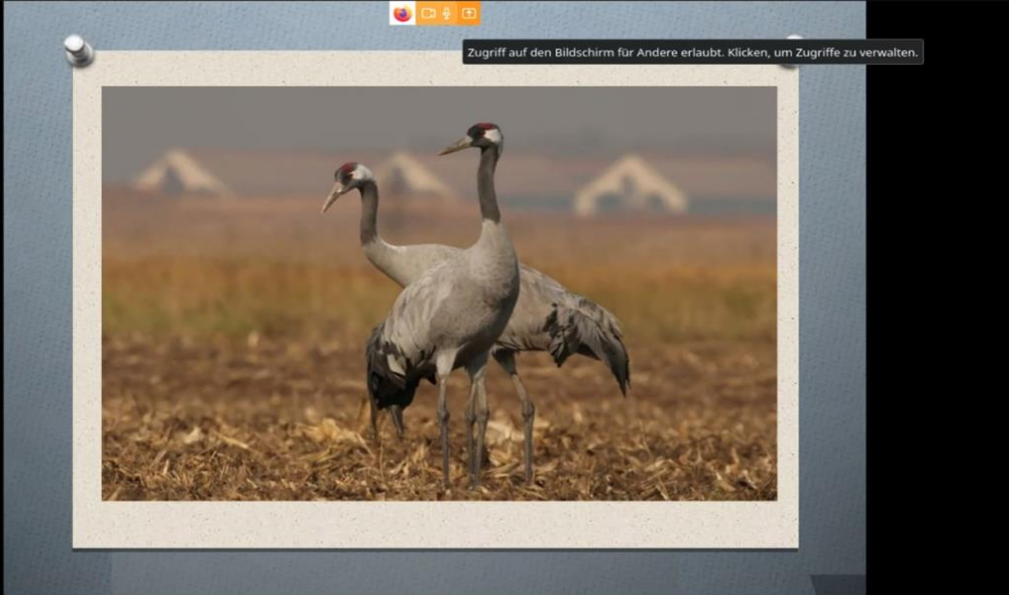 Zugriff auf den Bildschirm für Andere erlaubt. Klicken, um Zugriffe zu verwalten.